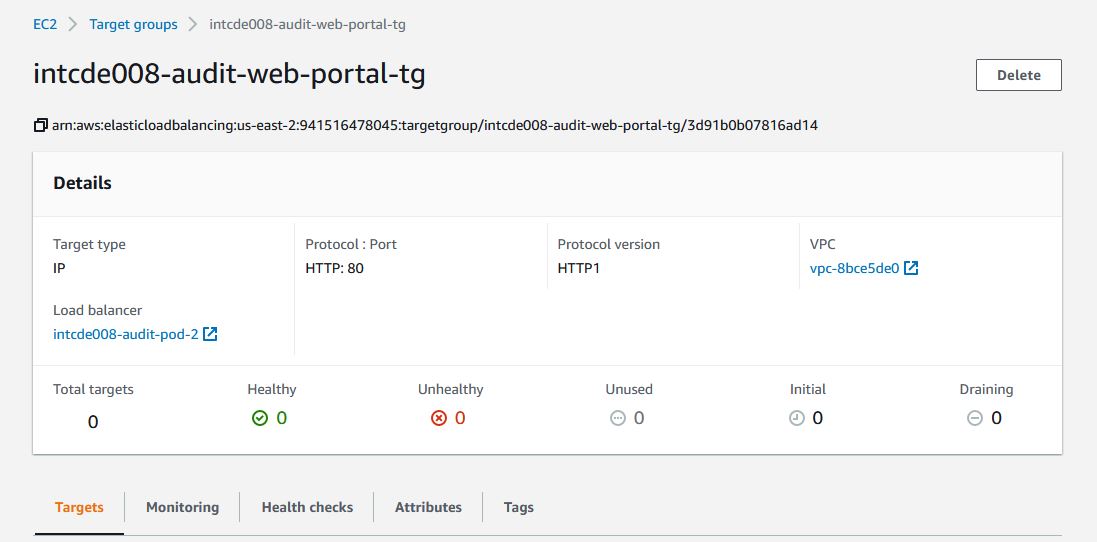 EC2 > Target groups > intcde008-audit-web-portal-tg
intcde008-audit-web-portal-tg
Delete
arn:aws:elasticloadbalancing:us-east-2:941516478045:targetgroup/intcde008-audit-web-portal-tg/3d91b0b07816ad14
Details
Target type Protocol : Port Protocol version VPC
IP HTTP: 80 HTTP1 vpc-8bce5de0
Load balancer
intcde008-audit-pod-2
Total targets Healthy Unhealthy Unused Initial Draining
0 0 0 0 0 0
Targets Monitoring Health checks Attributes Tags